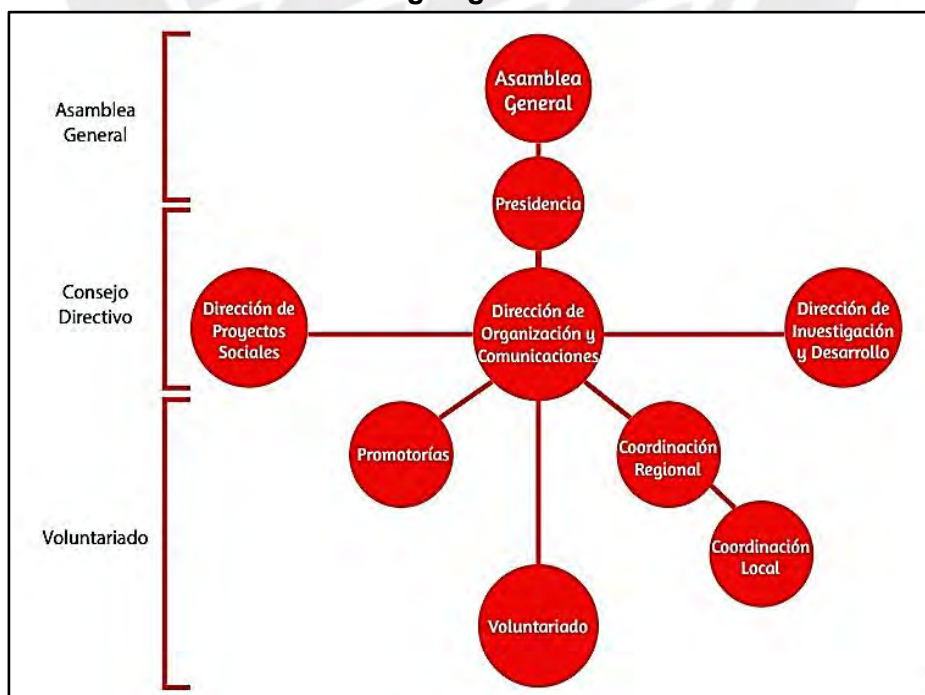 Asamblea
General
Asamblea
General
Presidencia
Consejo
Directivo
Dirección de
Proyectos
Sociales
Dirección de
Organización y
Comunicaciones
Dirección de
Investigación
y Desarrollo
Voluntariado
Promotorías
Coordinación
Regional
Coordinación
Local
Voluntariado